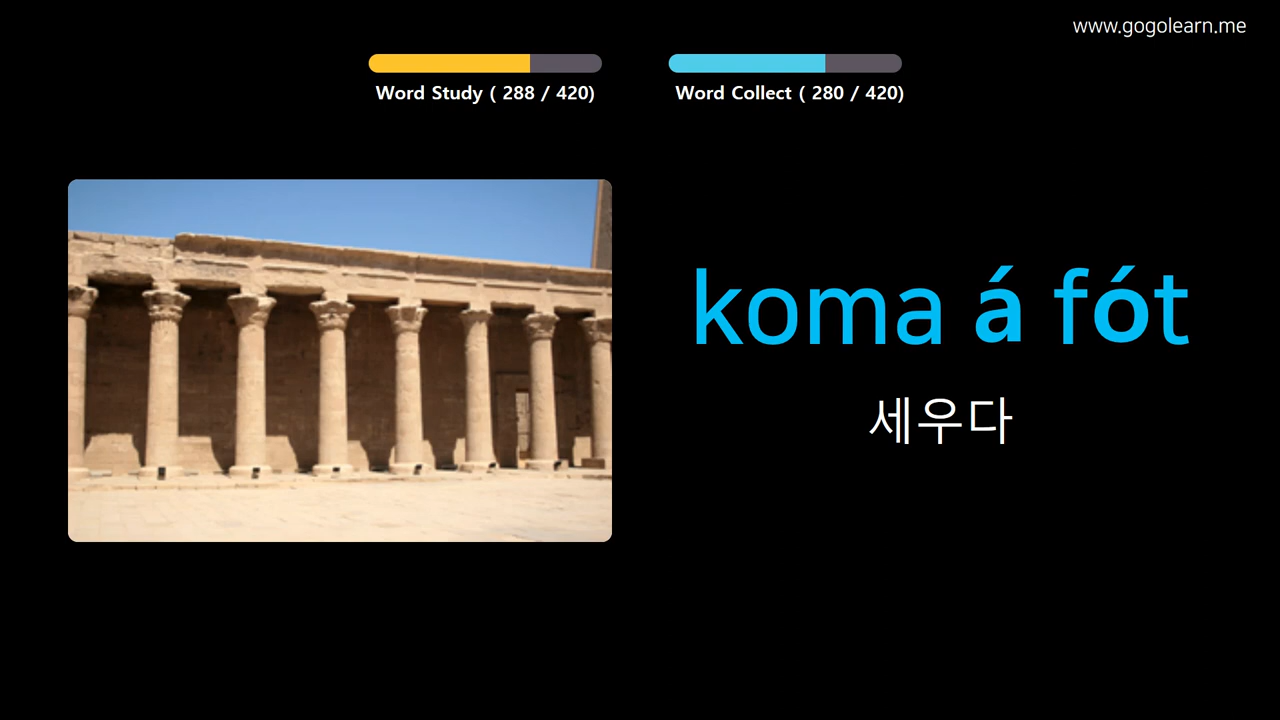 www.gogolearn.me
Word Study ( 288 / 420)
Word Collect ( 280 / 420)
koma á fót
세우다